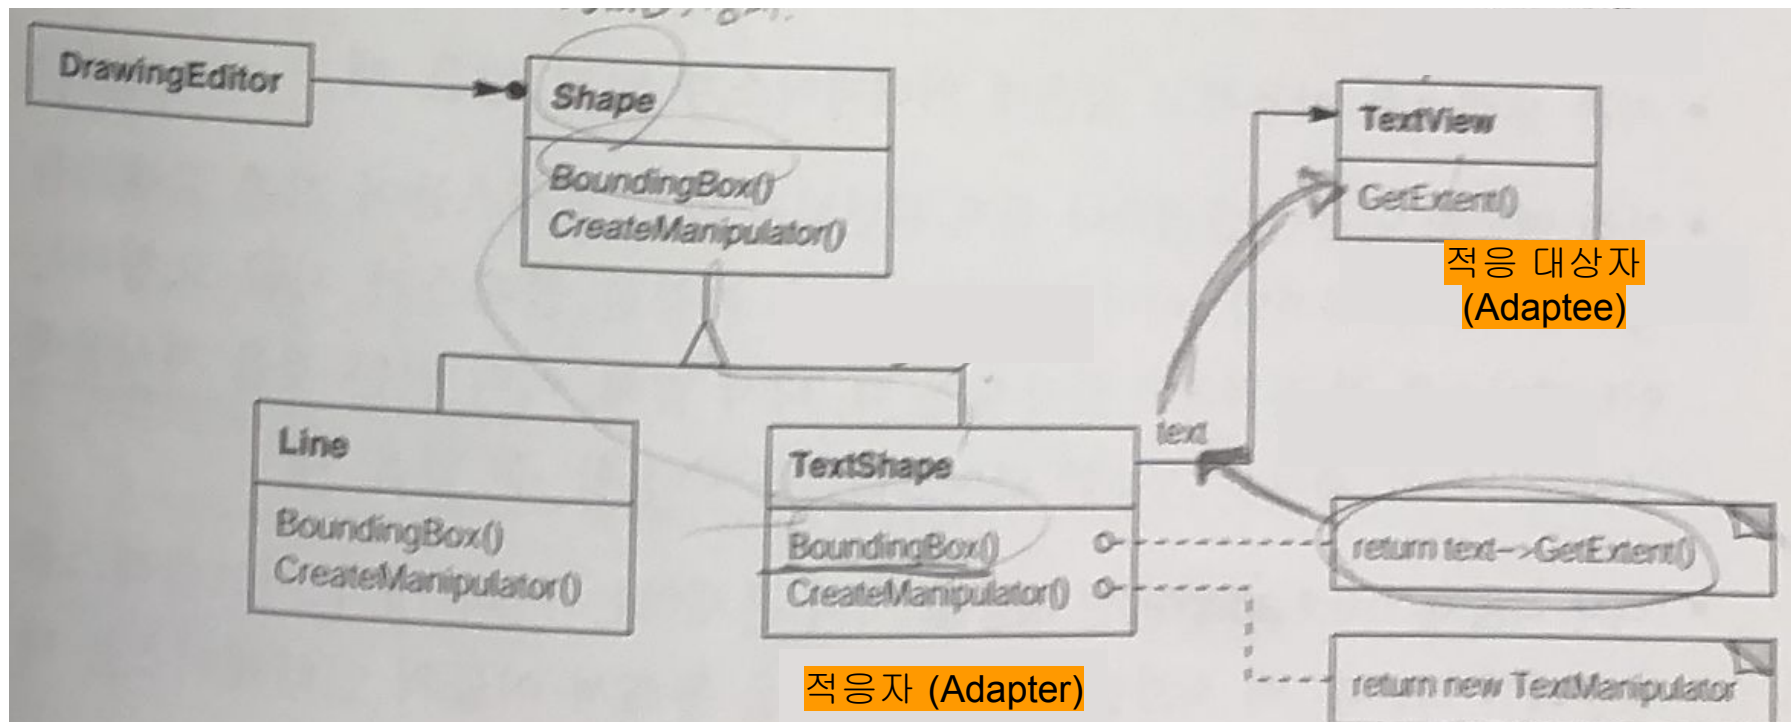 DrawingEditor
Shape
BoundingBox()
CreateManipulator()
TextView
GetExtent()
적응 대상자
(Adaptee)
Line
BoundingBox()
CreateManipulator()
TextShape
BoundingBox()
CreateManipulator()
text
return text->GetExtent()
return new TextManipulator
적응자 (Adapter)